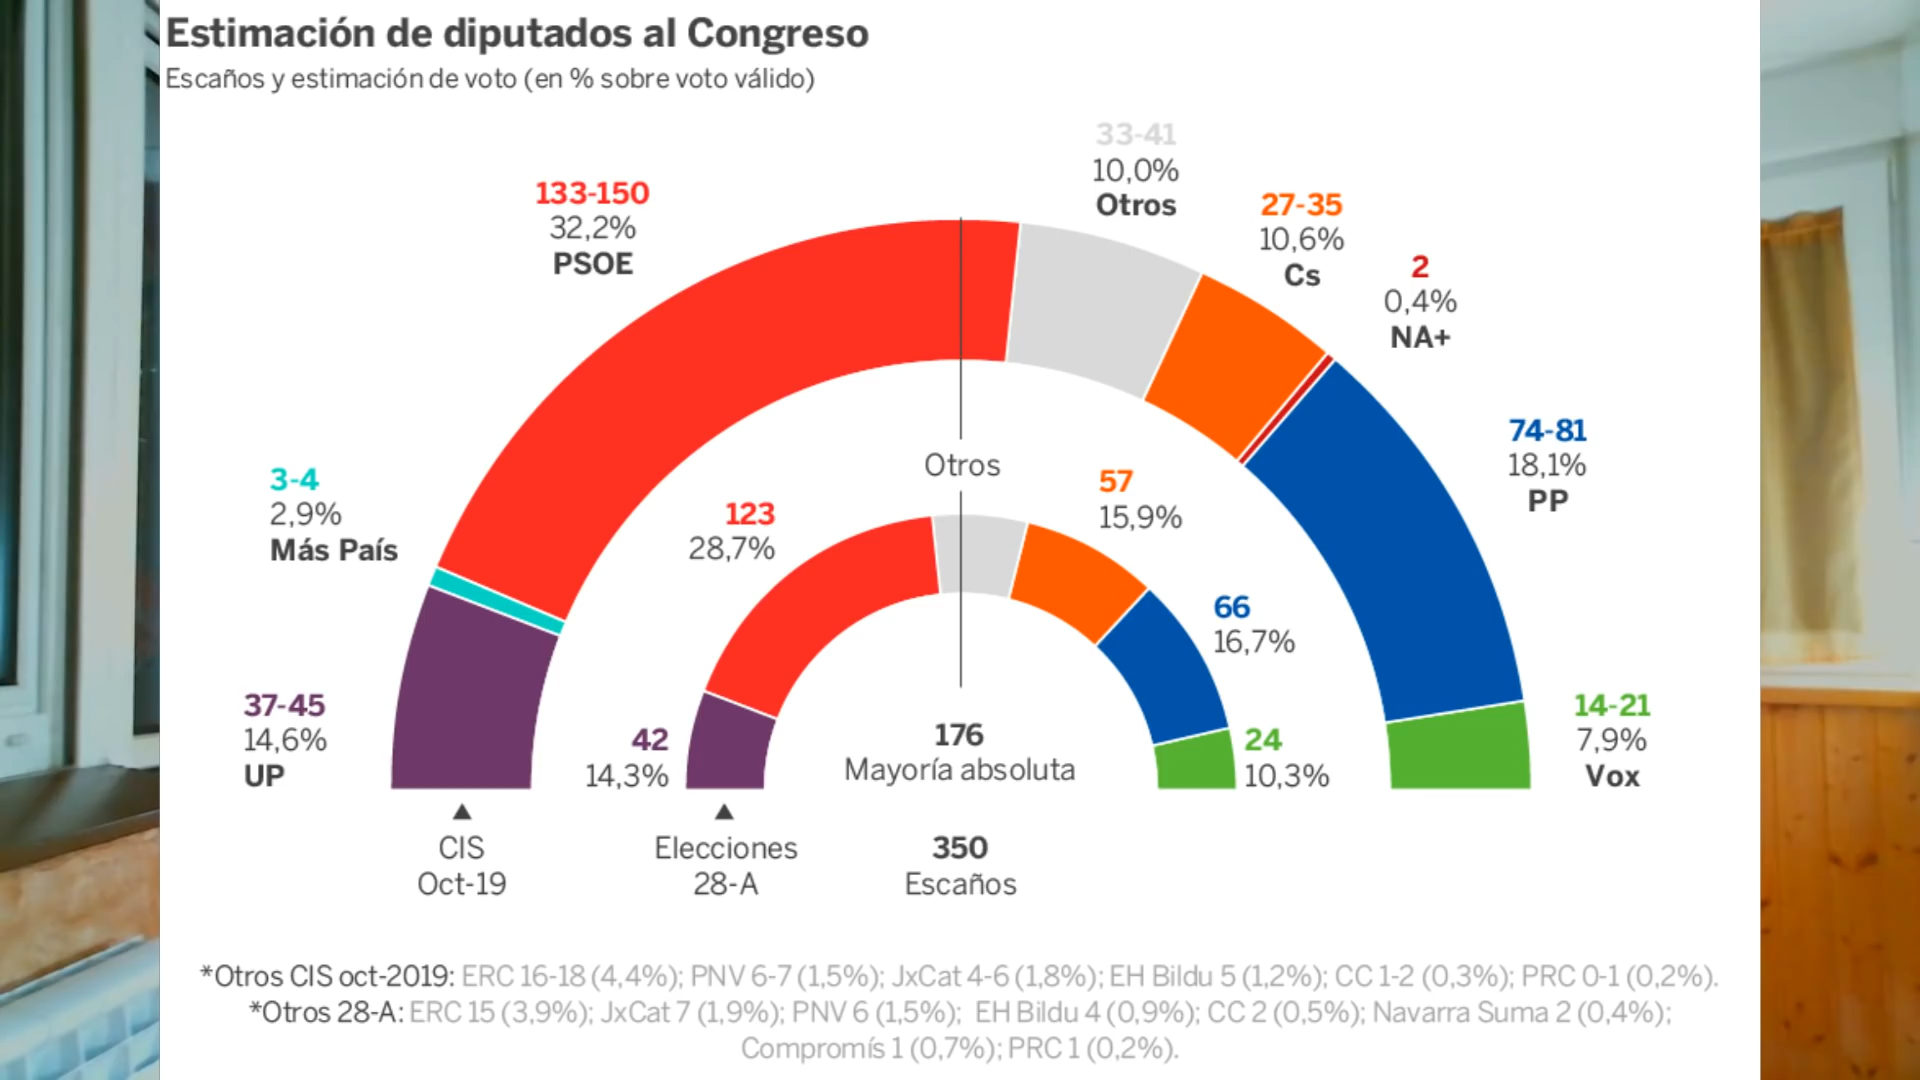 Estimación de diputados al Congreso
Escaños y estimación de voto (en % sobre voto válido)
33-41
10,0%
Otros
133-150
32,2%
PSOE
27-35
10,6%
Cs
2
0,4%
NA+
74-81
18,1%
PP
3-4
2,9%
Más País
Otros
57
15,9%
123
28,7%
66
16,7%
37-45
14,6%
UP
42
14,3%
176
Mayoría absoluta
24
10,3%
14-21
7,9%
Vox
CIS
Oct-19
Elecciones
28-A
350
Escaños
*Otros CIS oct-2019: ERC 16-18 (4,4%); PNV 6-7 (1,5%); JxCat 4-6 (1,8%); EH Bildu 5 (1,2%); CC 1-2 (0,3%); PRC 0-1 (0,2%).
*Otros 28-A: ERC 15 (3,9%); JxCat 7 (1,9%); PNV 6 (1,5%); EH Bildu 4 (0,9%); CC 2 (0,5%); Navarra Suma 2 (0,4%);
Compromís 1 (0,7%); PRC 1 (0,2%).